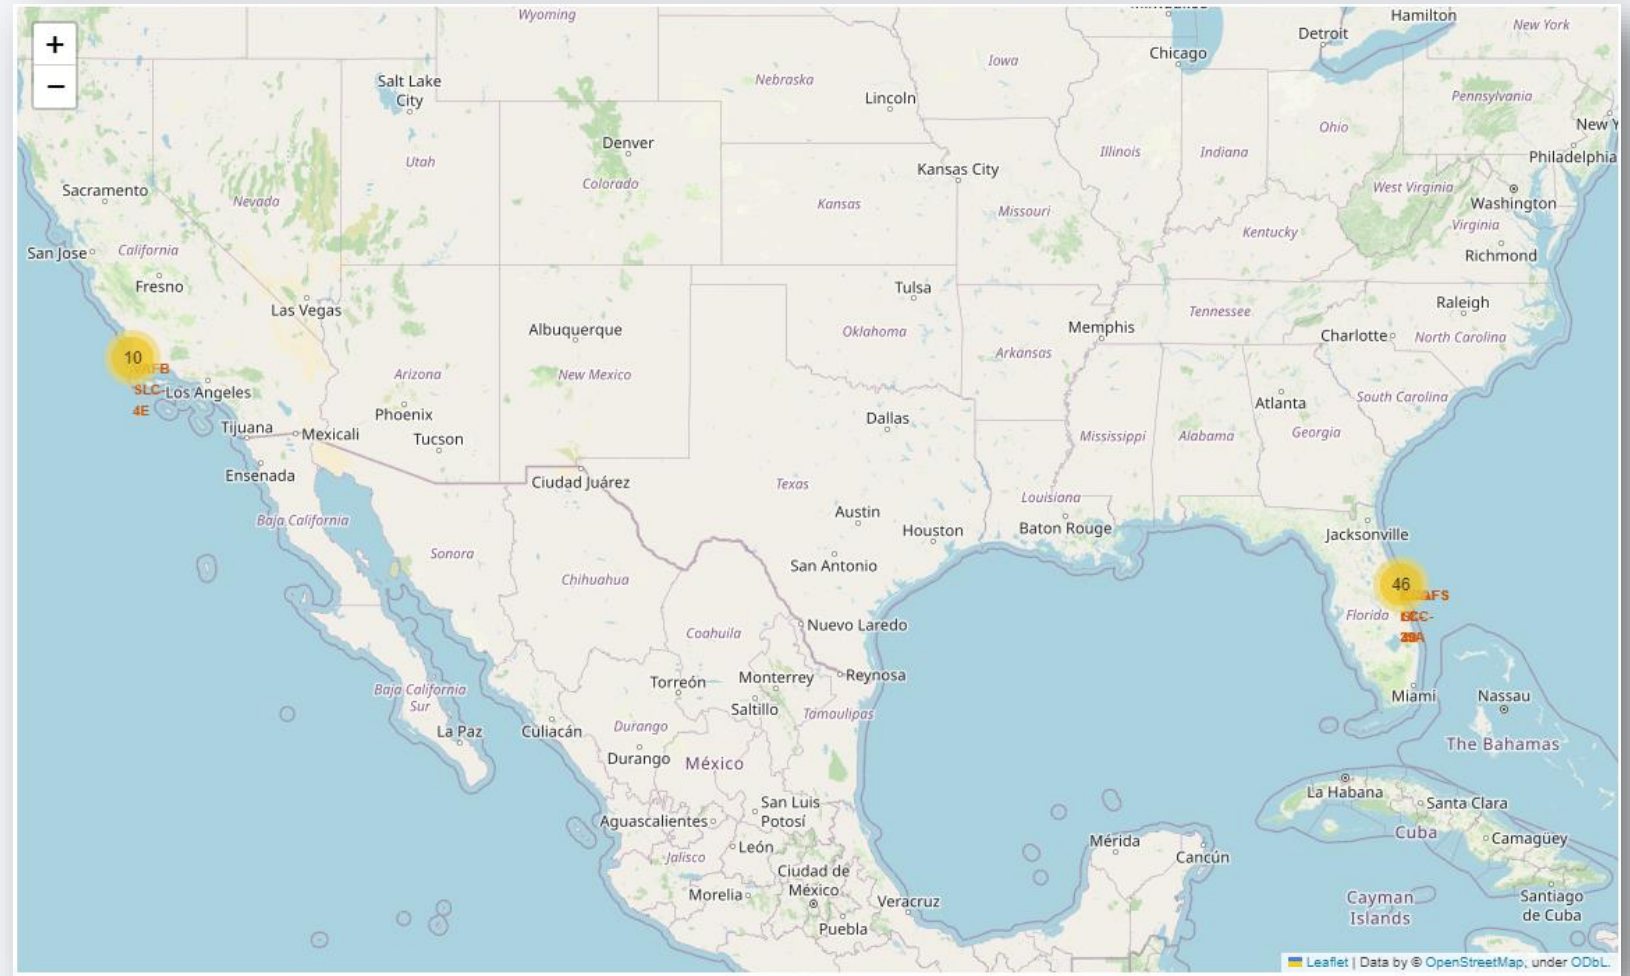 +
−
Wyoming
Chicago
Detroit
Hamilton
New York
Salt Lake
City
Nebraska
Iowa
Lincoln
Pennsylvania
New Y
Denver
Ohio
Utah
Colorado
Kansas City
Illinois
Indiana
Philadelphia
Sacramento
Nevada
Kansas
Missouri
West Virginia
Washington
Virginia
San Jose
California
Kentucky
Richmond
Fresno
Las Vegas
Tulsa
Raleigh
Albuquerque
Oklahoma
Memphis
Tennessee
Charlotte
North Carolina
10
VAFB
SLC-
4E
Los Angeles
Arizona
New Mexico
Arkansas
Phoenix
Tucson
Dallas
Atlanta
South Carolina
Tijuana
Mexicali
Mississippi
Alabama
Georgia
Ensenada
Ciudad Juárez
Texas
Louisiana
Baja California
Austin
Houston
Baton Rouge
Jacksonville
Sonora
Chihuahua
San Antonio
46
Florida
Coahuila
Nuevo Laredo
Torreón
Monterrey
Reynosa
Baja California
Sur
Saltillo
Tamaulipas
Miami
Nassau
La Paz
Culiacán
Durango
Durango
México
The Bahamas
San Luis
Potosí
La Habana
Santa Clara
Aguascalientes
Cuba
Camagüey
Jalisco
León
Mérida
Cancún
Ciudad de
México
Morelia
Veracruz
Cayman
Islands
Santiago
de Cuba
Puebla
Leaflet | Data by © OpenStreetMap, under ODbL.